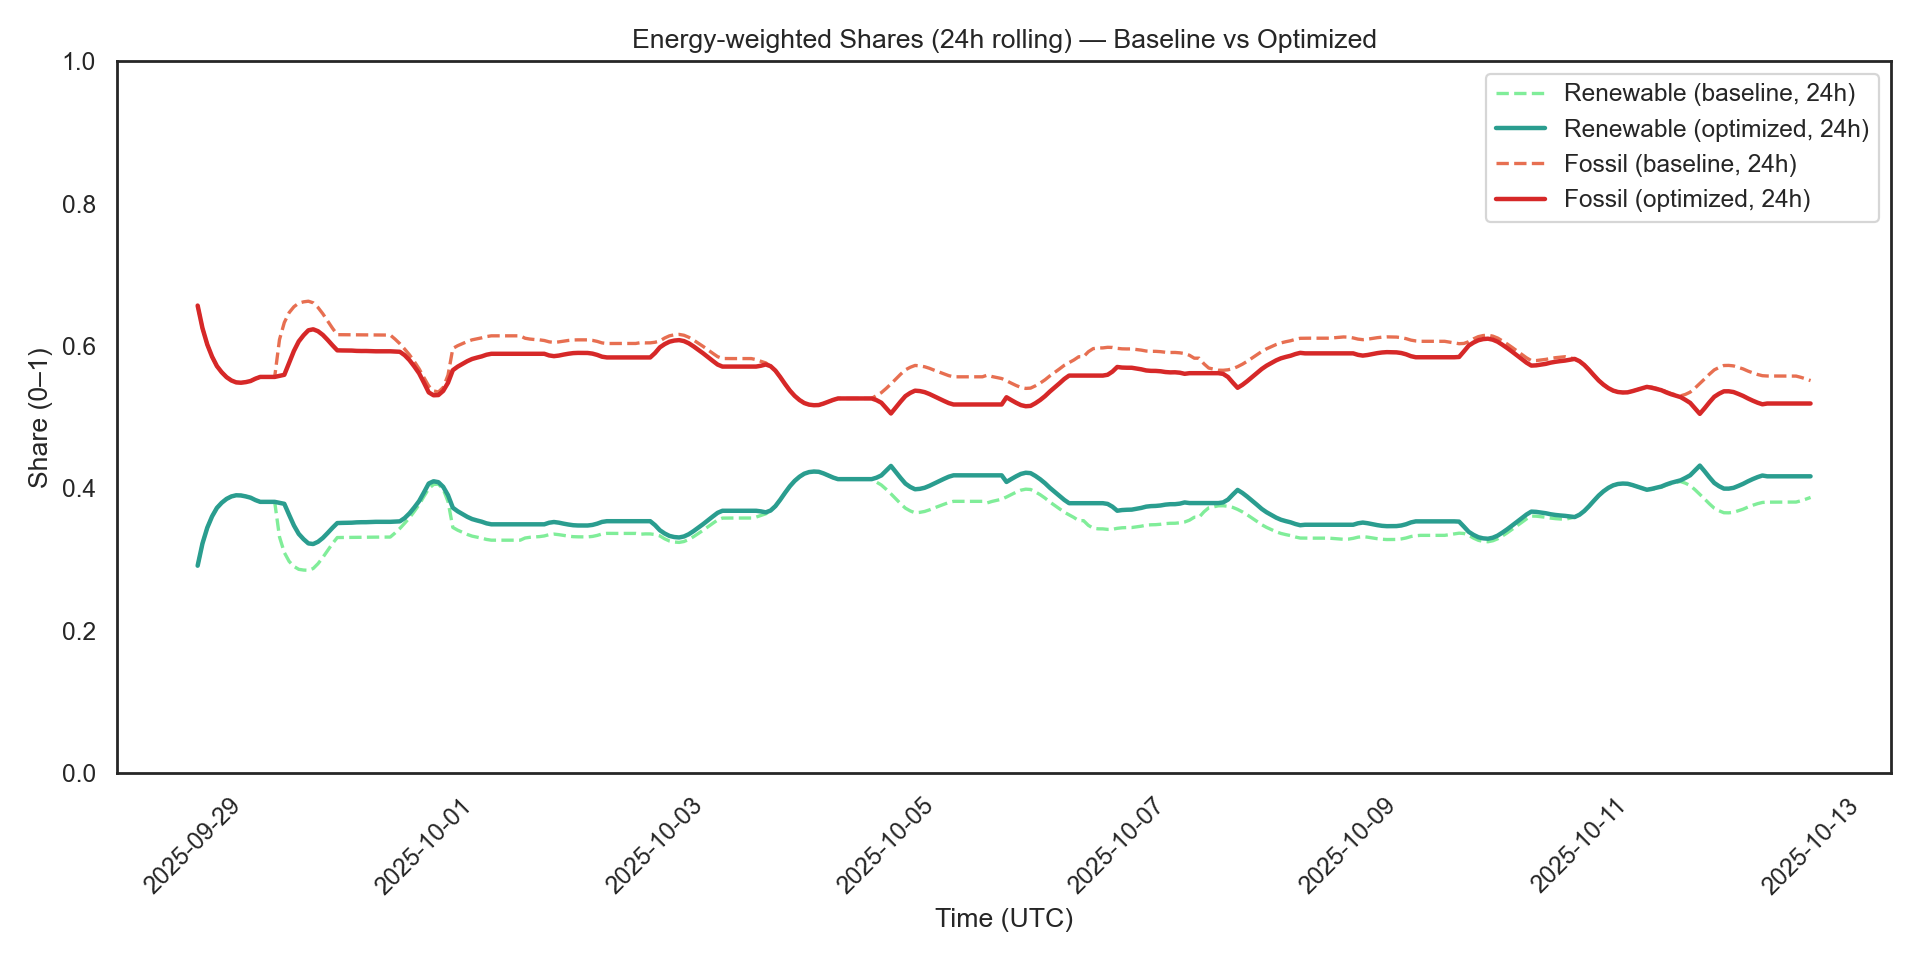 Energy-weighted Shares (24h rolling) — Baseline vs Optimized
Renewable (baseline, 24h)
Renewable (optimized, 24h)
Fossil (baseline, 24h)
Fossil (optimized, 24h)
Share (0–1)
1.0
0.8
0.6
0.4
0.2
0.0
2025-09-29
2025-10-01
2025-10-03
2025-10-05
2025-10-07
2025-10-09
2025-10-11
2025-10-13
Time (UTC)